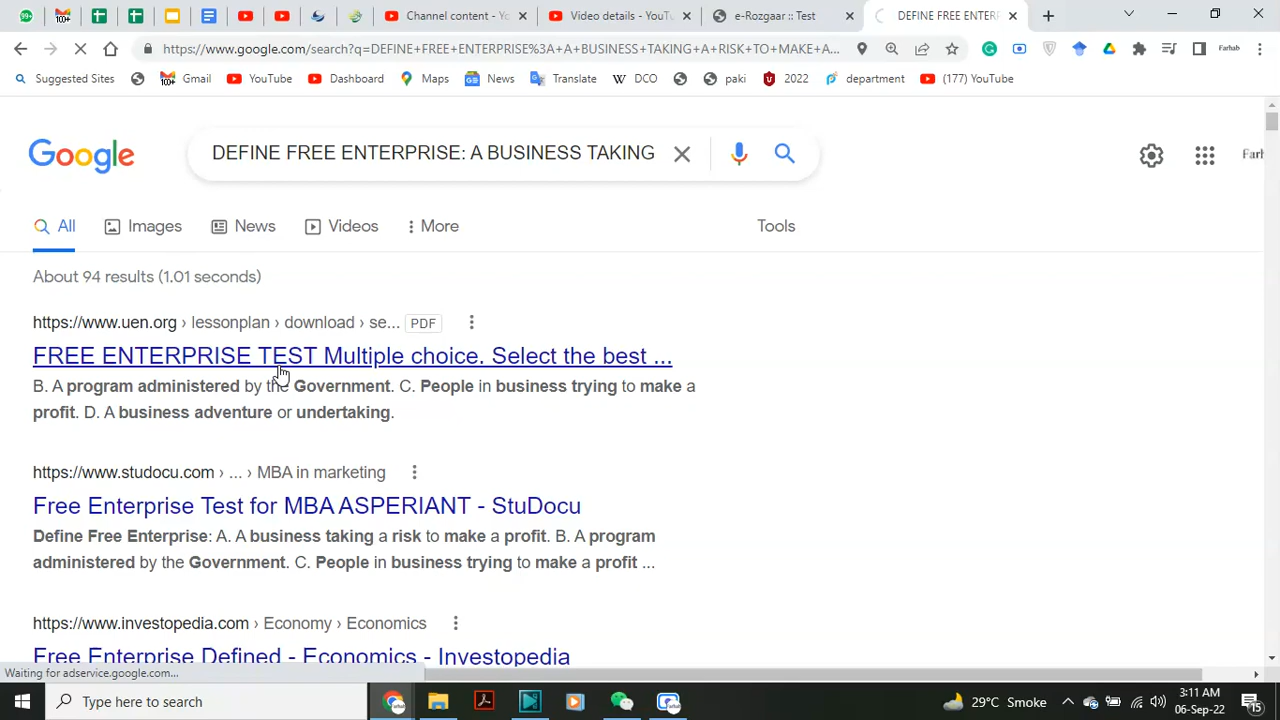 99+
100+
Channel content - Yo
Video details - YouTu
e-Rozgaar :: Test
DEFINE FREE ENTERP
https://www.google.com/search?q=DEFINE+FREE+ENTERPRISE%3A+A+BUSINESS+TAKING+A+RISK+TO+MAKE+A...
Farhab
Suggested Sites
Gmail
YouTube
Dashboard
Maps
News
Translate
DCO
paki
2022
department
(177) YouTube
Google
DEFINE FREE ENTERPRISE: A BUSINESS TAKING
Farh
All
Images
News
Videos
More
Tools
About 94 results (1.01 seconds)
https://www.uen.org › lessonplan › download › se... PDF
FREE ENTERPRISE TEST Multiple choice. Select the best ...
B. A program administered by the Government. C. People in business trying to make a
profit. D. A business adventure or undertaking.
https://www.studocu.com › ... › MBA in marketing
Free Enterprise Test for MBA ASPERIANT - StuDocu
Define Free Enterprise: A. A business taking a risk to make a profit. B. A program
administered by the Government. C. People in business trying to make a profit ...
https://www.investopedia.com › Economy › Economics
Free Enterprise Defined - Economics - Investopedia
Waiting for adservice.google.com...
Type here to search
29°C Smoke
3:11 AM
06-Sep-22
15